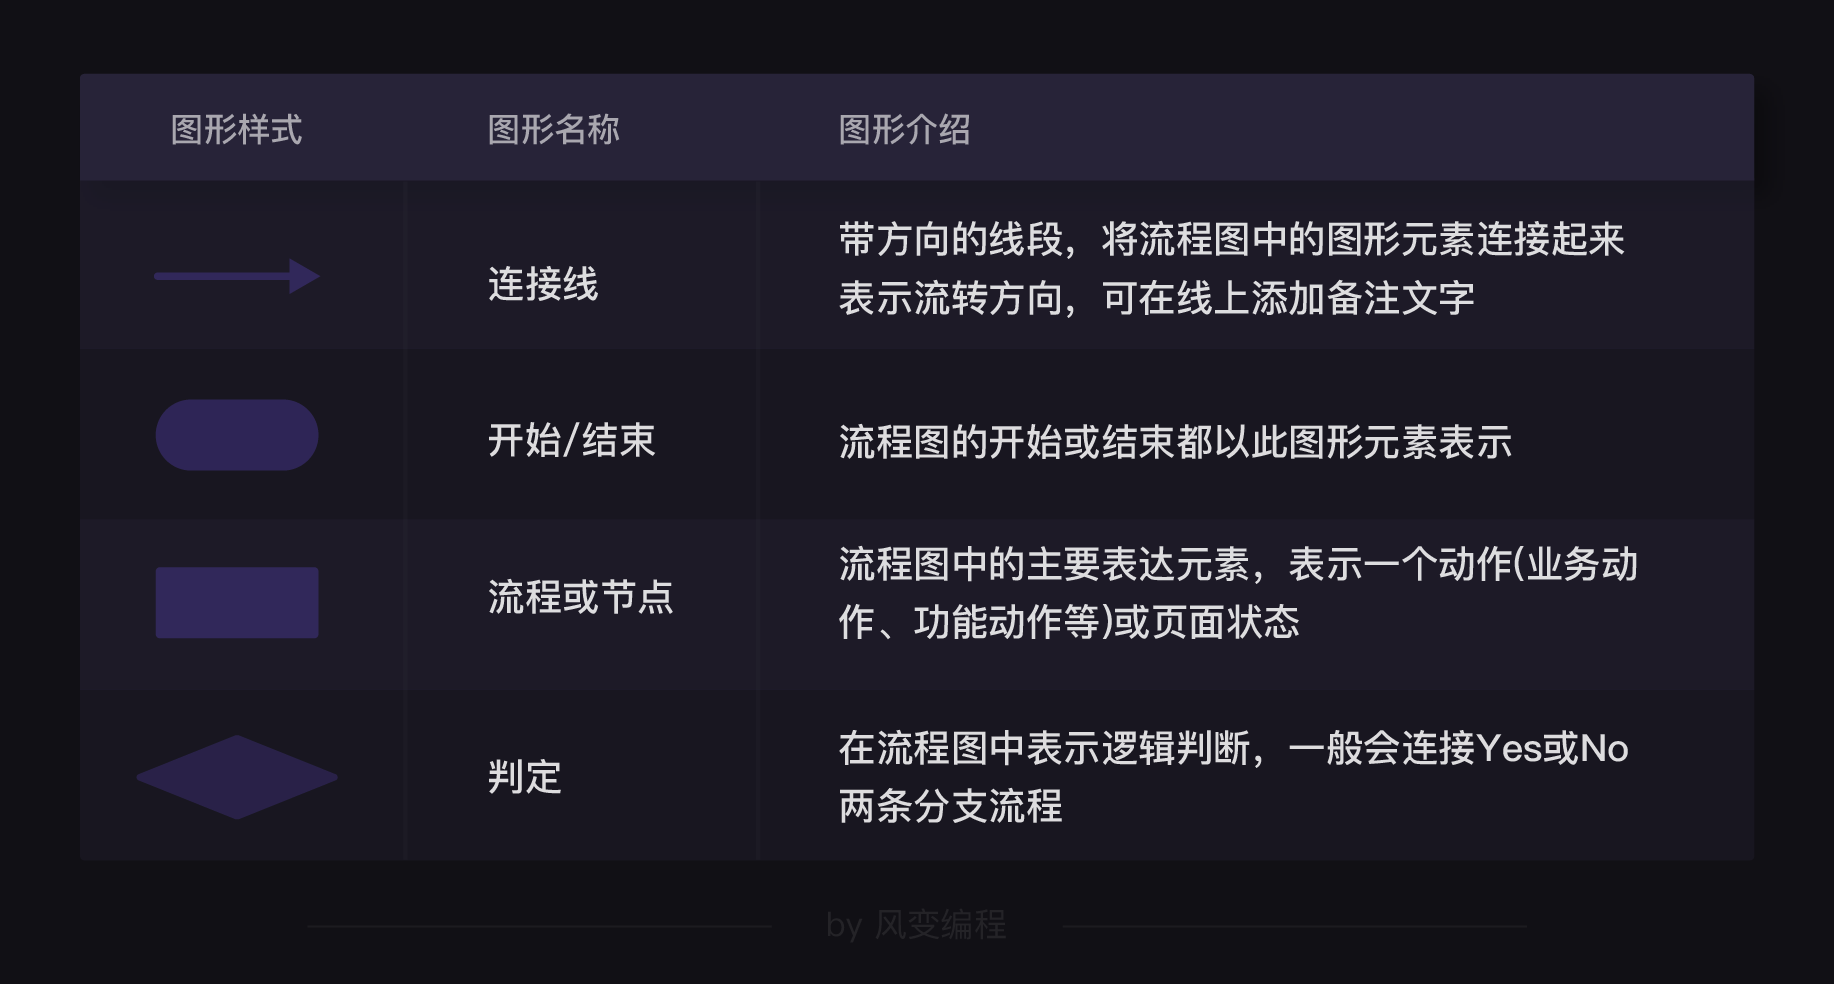 图形样式 图形名称 图形介绍
带方向的线段，将流程图中的图形元素连接起来
连接线
表示流转方向，可在线上添加备注文字
开始/结束 流程图的开始或结束都以此图形元素表示
流程图中的主要表达元素，表示一个动作(业务动
流程或节点
作、功能动作等)或页面状态
在流程图中表示逻辑判断，一般会连接Yes或No
判定
两条分支流程
by 风变编程